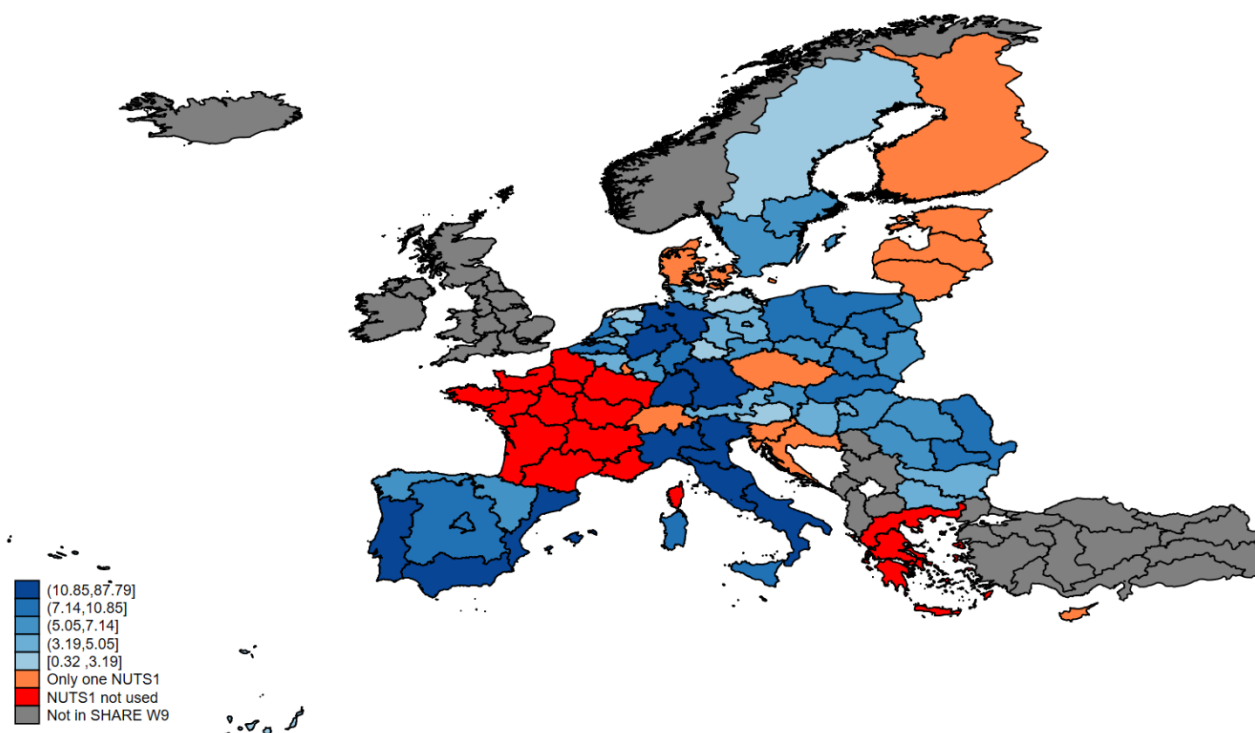 (10.85,87.79]
(7.14,10.85]
(5.05,7.14]
(3.19,5.05]
[0.32 ,3.19]
Only one NUTS1
NUTS1 not used
Not in SHARE W9